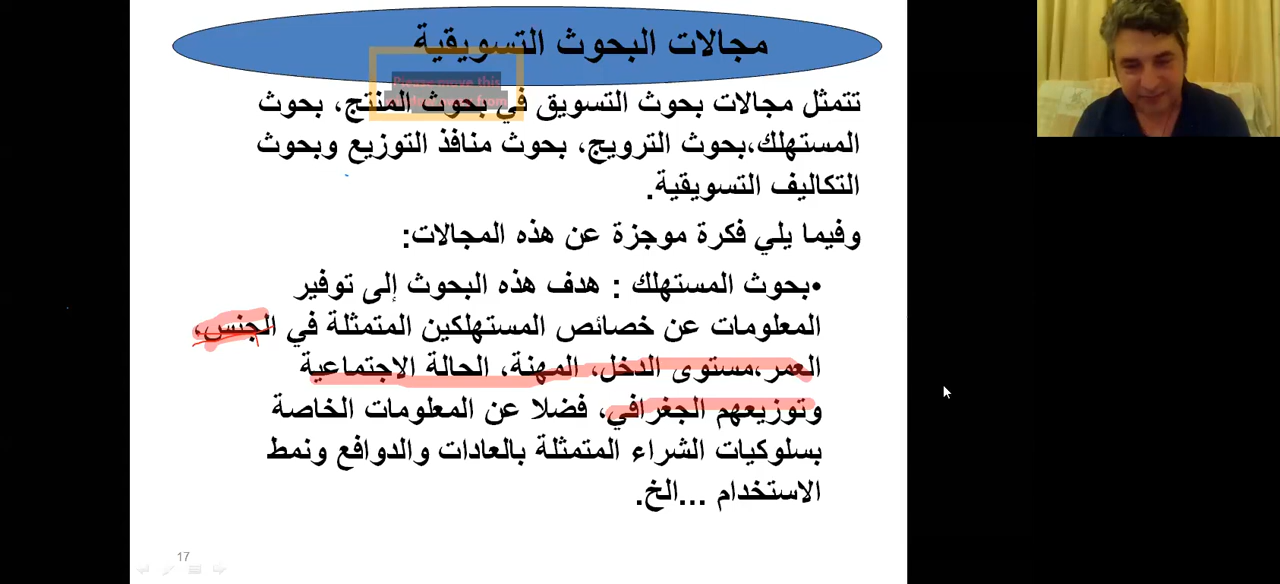 مجالات البحوث التسويقية
Please move this
تتمثل مجالات بحوث التسويق في بحوث المنتج، بحوث
المستهلك،بحوث الترويج، بحوث منافذ التوزيع وبحوث
التكاليف التسويقية.
وفيما يلي فكرة موجزة عن هذه المجالات:
•بحوث المستهلك : هدف هذه البحوث إلى توفير
المعلومات عن خصائص المستهلكين المتمثلة في الجنس،
العمر،مستوى الدخل، المهنة، الحالة الاجتماعية
وتوزيعهم الجغرافي، فضلا عن المعلومات الخاصة
بسلوكيات الشراء المتمثلة بالعادات والدوافع ونمط
الاستخدام ...الخ.
17